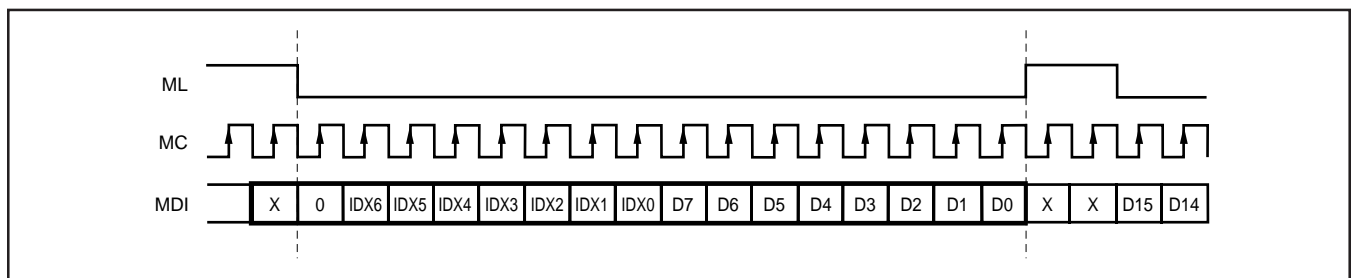 ML
MC
MDI X 0 IDX6 IDX5 IDX4 IDX3 IDX2 IDX1 IDX0 D7 D6 D5 D4 D3 D2 D1 D0 X X D15 D14